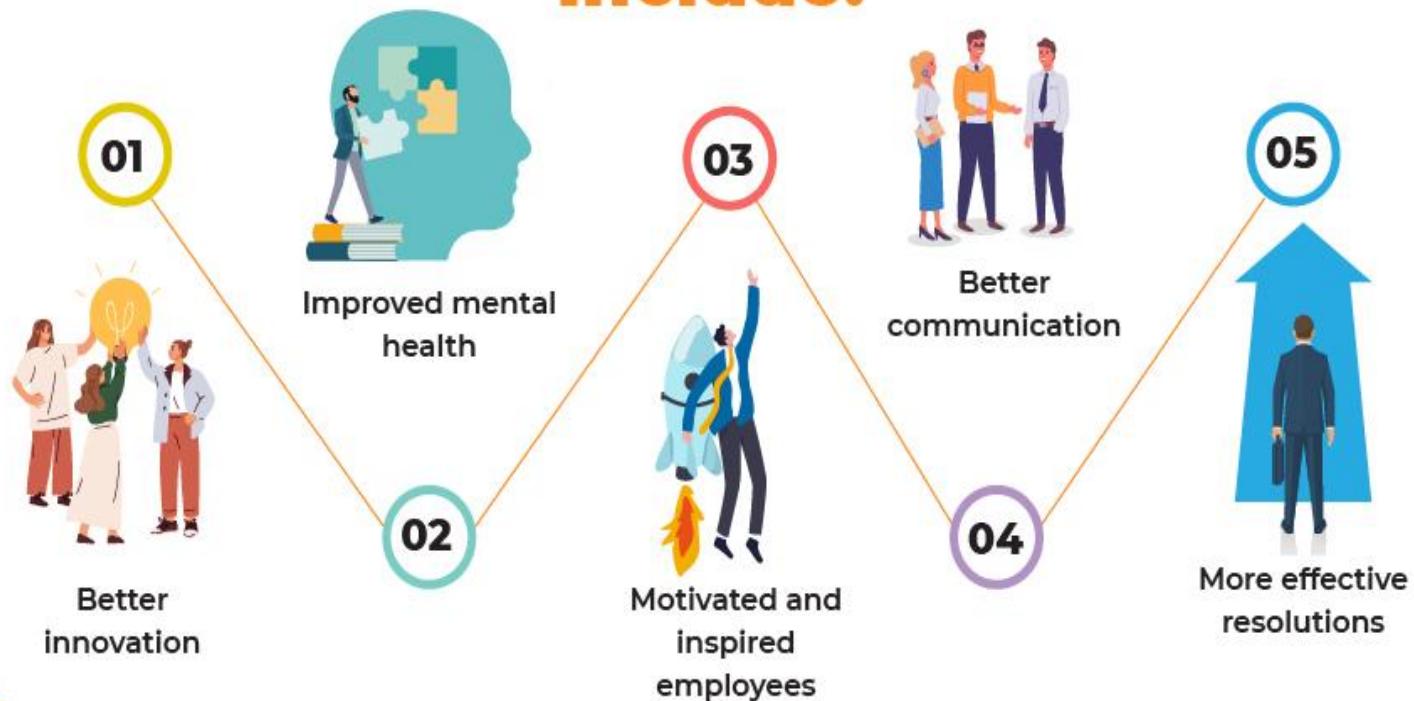 include:
01
Better
innovation
02
Improved mental
health
03
Motivated and
inspired
employees
04
Better
communication
05
More effective
resolutions